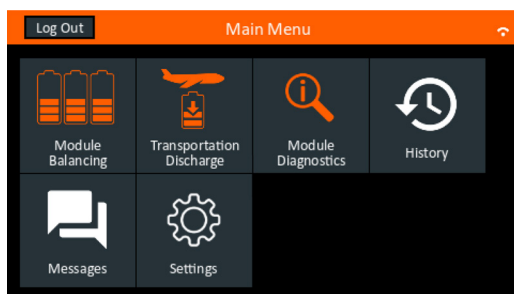 Log Out
Main Menu
Module
Balancing
Transportation
Discharge
Module
Diagnostics
History
Messages
Settings